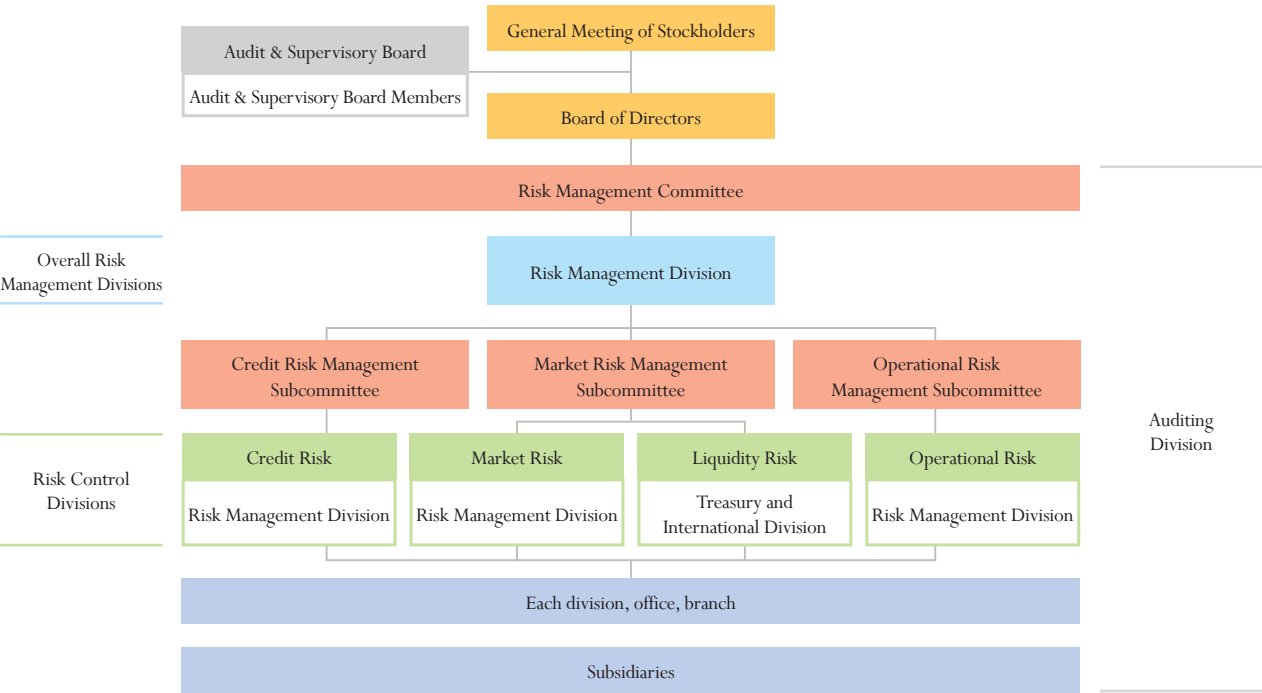 General Meeting of Stockholders
Audit & Supervisory Board
Audit & Supervisory Board Members
Board of Directors
Risk Management Committee
Overall Risk
Management Divisions
Risk Management Division
Credit Risk Management
Subcommittee
Market Risk Management
Subcommittee
Operational Risk
Management Subcommittee
Auditing
Division
Risk Control
Divisions
Credit Risk
Risk Management Division
Market Risk
Risk Management Division
Liquidity Risk
Treasury and
International Division
Operational Risk
Risk Management Division
Each division, office, branch
Subsidiaries